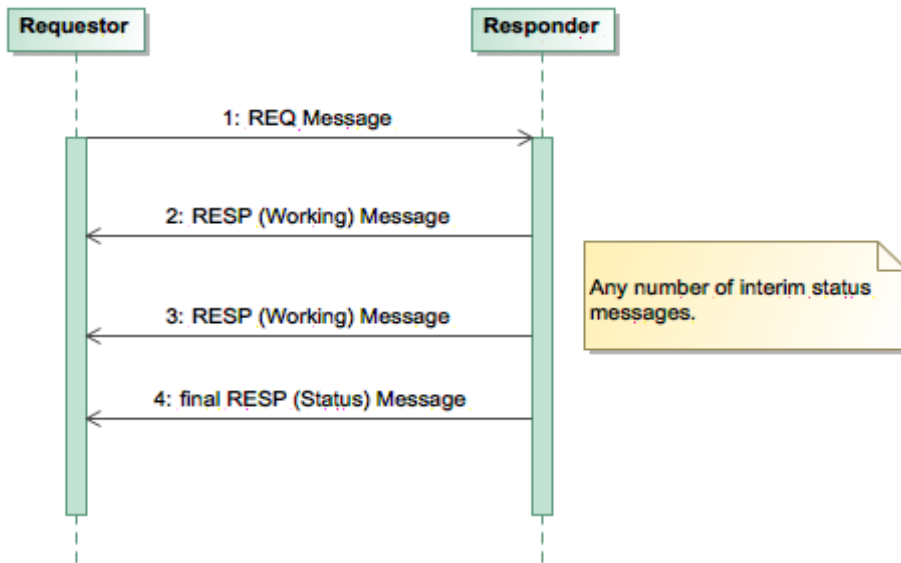 Requestor
Responder
1: REQ Message
2: RESP (Working) Message
Any number of interim status
messages.
3: RESP (Working) Message
4: final RESP (Status) Message